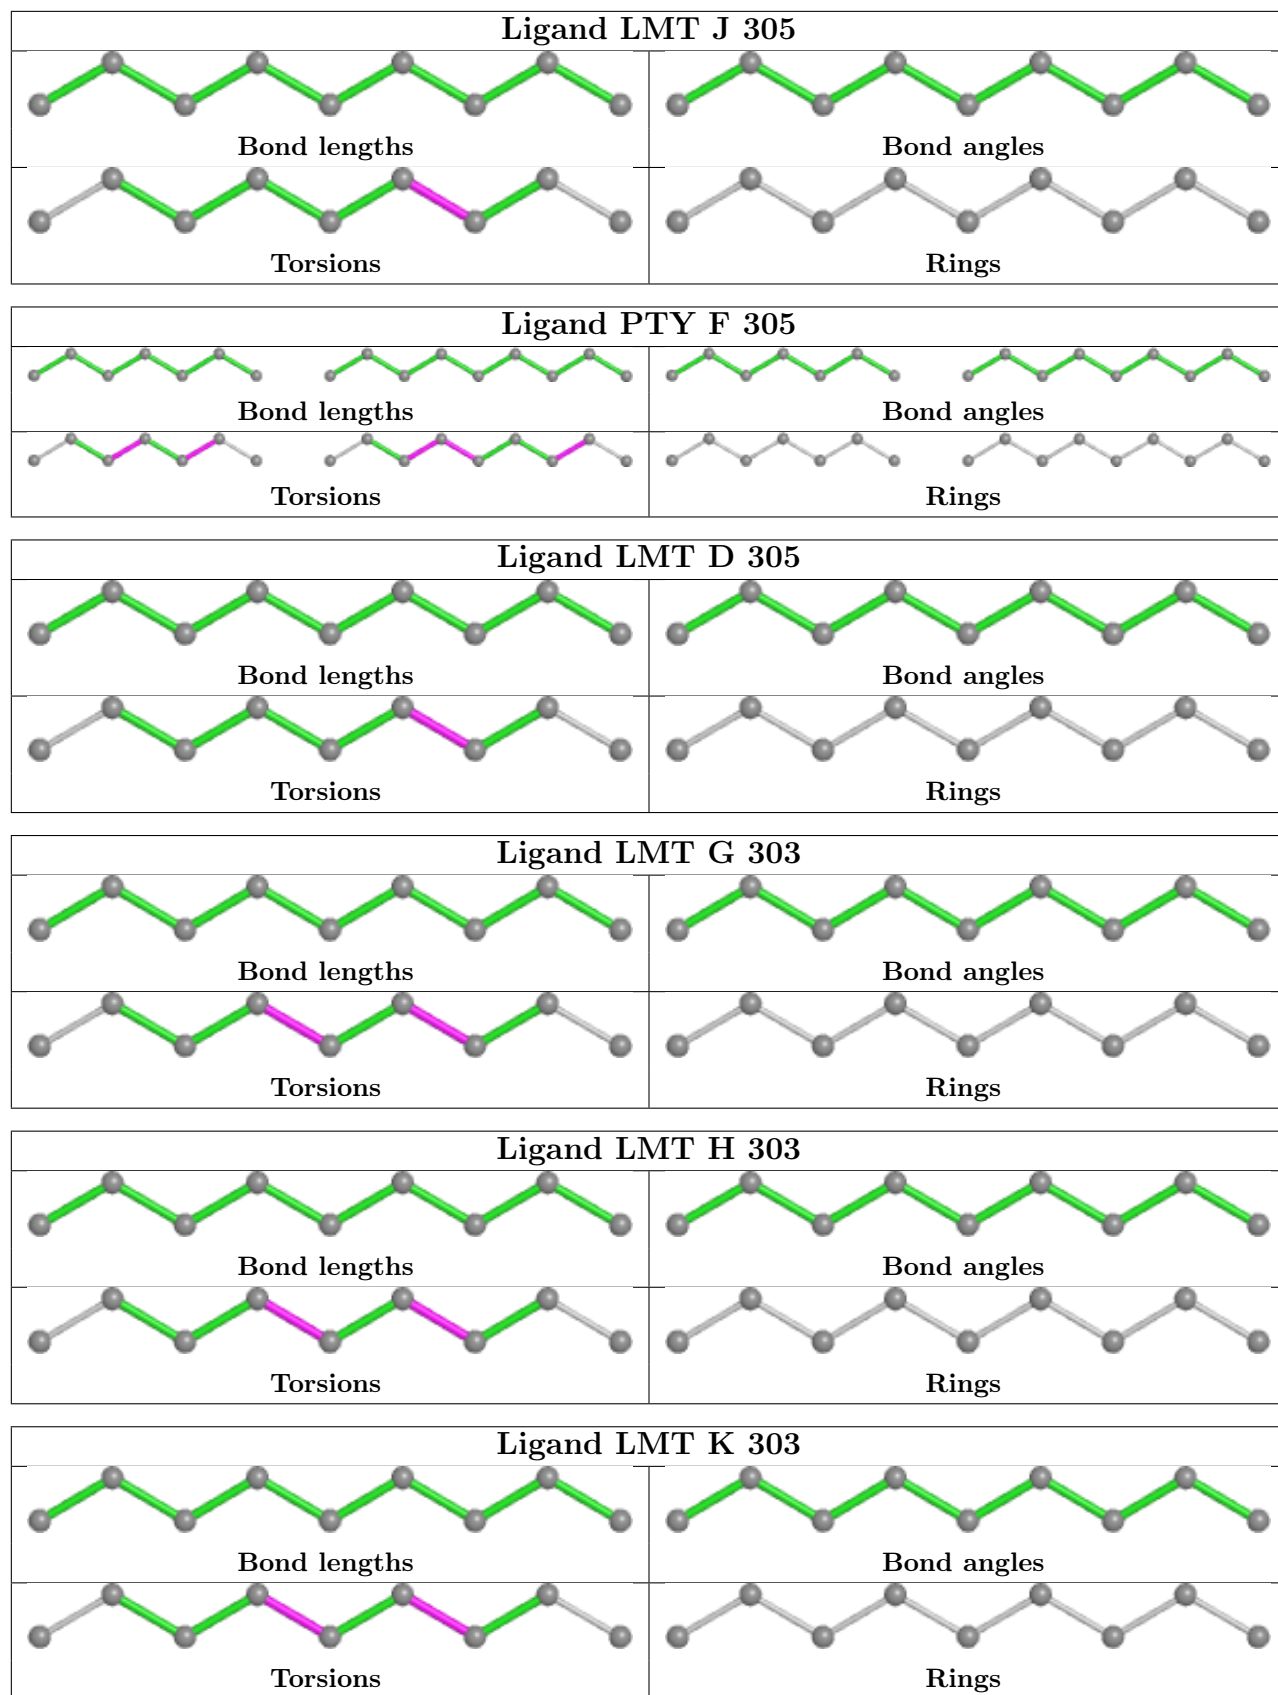 Ligand LMT J 305
Bond lengths Bond angles
Torsions Rings
Ligand PTY F 305
Bond lengths Bond angles
Torsions Rings
Ligand LMT D 305
Bond lengths Bond angles
Torsions Rings
Ligand LMT G 303
Bond lengths Bond angles
Torsions Rings
Ligand LMT H 303
Bond lengths Bond angles
Torsions Rings
Ligand LMT K 303
Bond lengths Bond angles
Torsions Rings